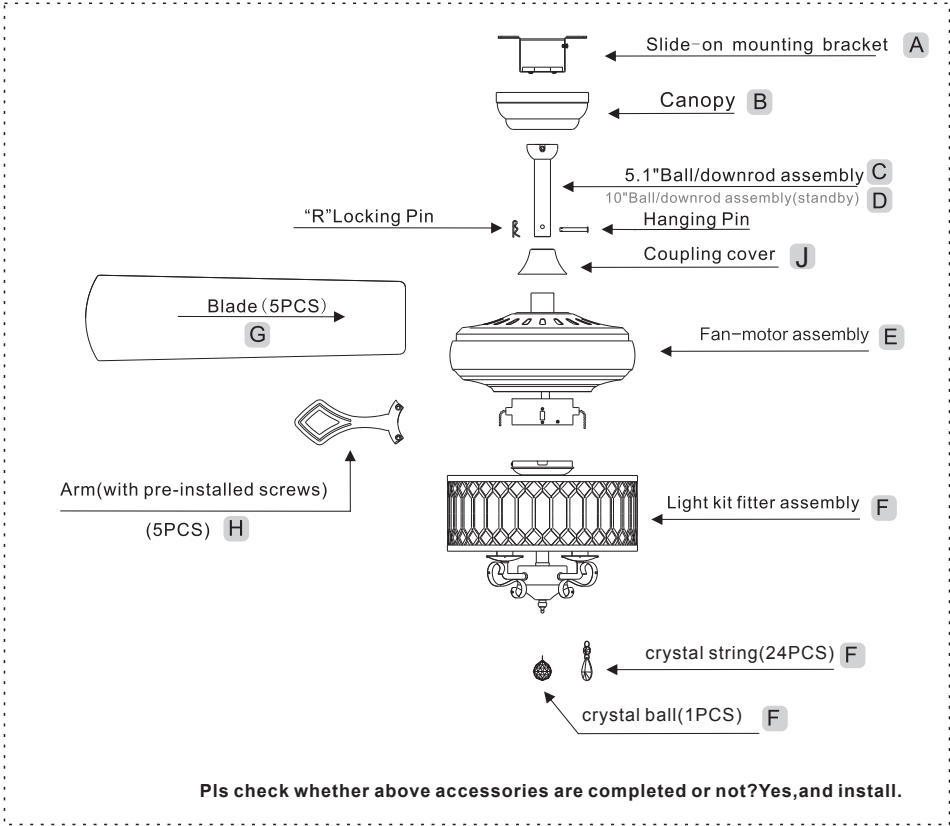 Slide-on mounting bracket A
Canopy B
5.1"Ball/downrod assembly C
10"Ball/downrod assembly(standby) D
“R”Locking Pin
Hanging Pin
Coupling cover J
Blade(5PCS)
G
Fan-motor assembly E
Arm(with pre-installed screws)
(5PCS) H
Light kit fitter assembly F
crystal string(24PCS) F
crystal ball(1PCS) F
Pls check whether above accessories are completed or not?Yes,and install.